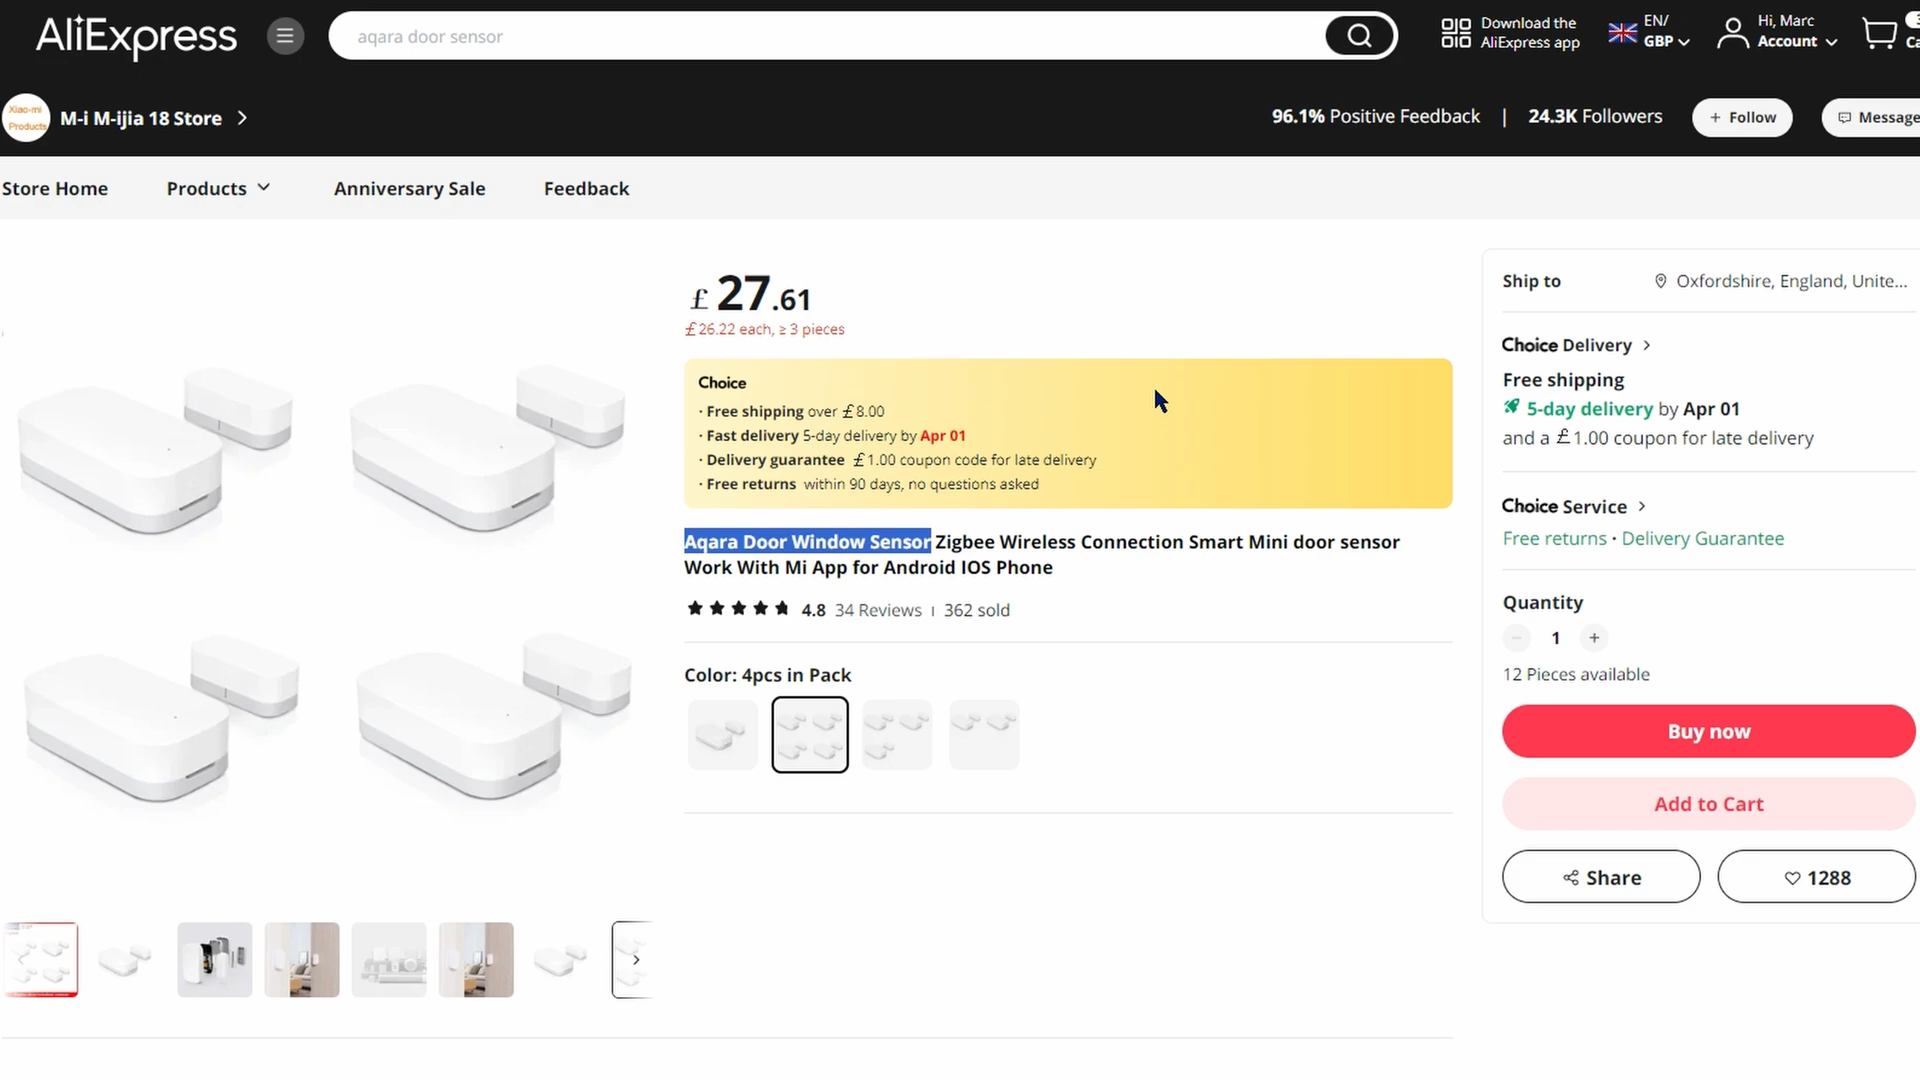 AliExpress
aqara door sensor
Download the
AliExpress app
EN/
GBP
Hi, Marc
Account
Xiao-mi
Products
M-i M-ijia 18 Store
96.1% Positive Feedback | 24.3K Followers
+ Follow
Message
Store Home
Products
Anniversary Sale
Feedback
£27.61
£26.22 each, ≥ 3 pieces
Choice
· Free shipping over £8.00
· Fast delivery 5-day delivery by Apr 01
· Delivery guarantee £1.00 coupon code for late delivery
· Free returns within 90 days, no questions asked
Aqara Door Window Sensor Zigbee Wireless Connection Smart Mini door sensor
Work With Mi App for Android IOS Phone
4.8 34 Reviews | 362 sold
Color: 4pcs in Pack
Ship to
Oxfordshire, England, Unite...
Choice Delivery
Free shipping
5-day delivery by Apr 01
and a £1.00 coupon for late delivery
Choice Service
Free returns · Delivery Guarantee
Quantity
1
12 Pieces available
Buy now
Add to Cart
Share
1288